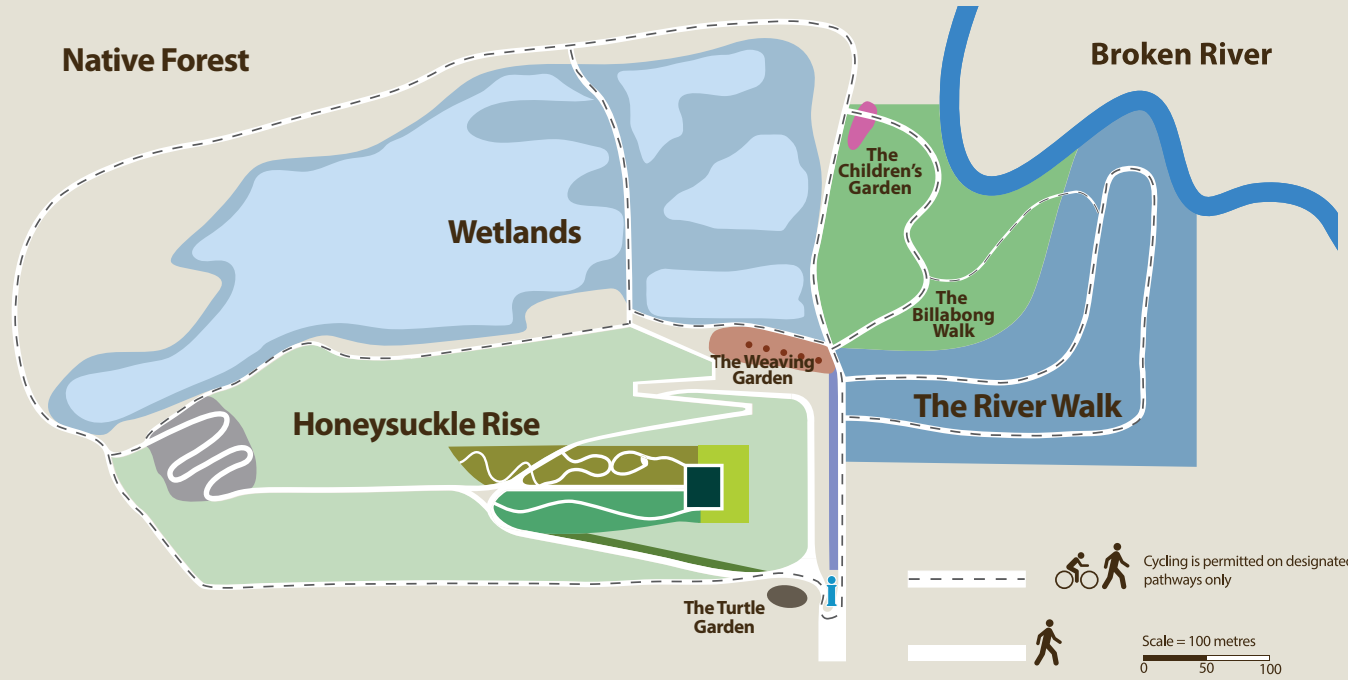 Native Forest
Broken River
The
Children's
Garden
Wetlands
The
Billabong
Walk
The Weaving
Garden
Honeysuckle Rise
The River Walk
Cycling is permitted on designated
pathways only
i
The Turtle
Garden
Scale = 100 metres
0 50 100